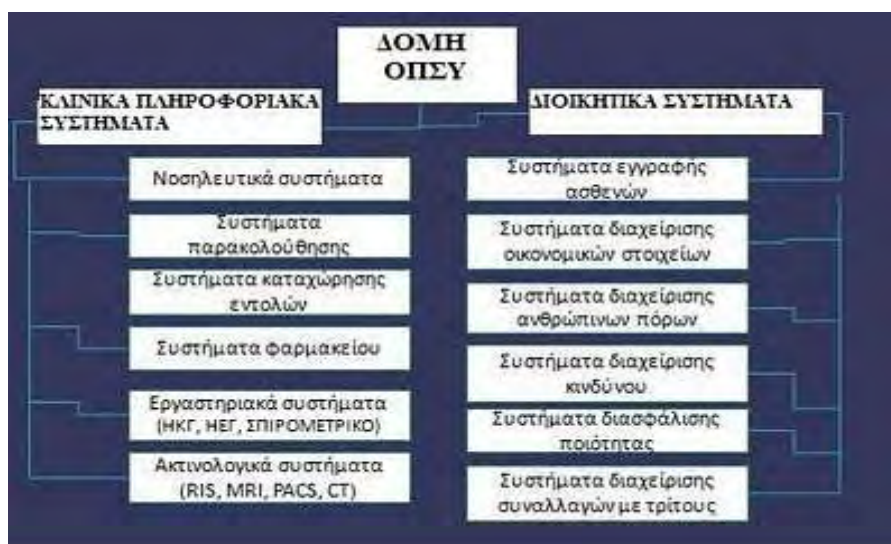 ΔΟΜΗ
ΟΠΣΥ
ΚΛΙΝΙΚΑ ΠΛΗΡΟΦΟΡΙΑΚΑ
ΣΥΣΤΗΜΑΤΑ
Νοσηλευτικά συστήματα
Συστήματα
παρακολούθησης
Συστήματα καταχώρησης
εντολών
Συστήματα φαρμακείου
Εργαστηριακά συστήματα
(ΗΚΓ, ΗΕΓ, ΣΠΙΡΟΜΕΤΡΙΚΟ)
Ακτινολογικά συστήματα
(RIS, MRI, PACS, CT)
ΔΙΟΙΚΗΤΙΚΑ ΣΥΣΤΗΜΑΤΑ
Συστήματα εγγραφής
ασθενών
Συστήματα διαχείρισης
οικονομικών στοιχείων
Συστήματα διαχείρισης
ανθρώπινων πόρων
Συστήματα διαχείρισης
κινδύνου
Συστήματα διασφάλισης
ποιότητας
Συστήματα διαχείρισης
συναλλαγών με τρίτους